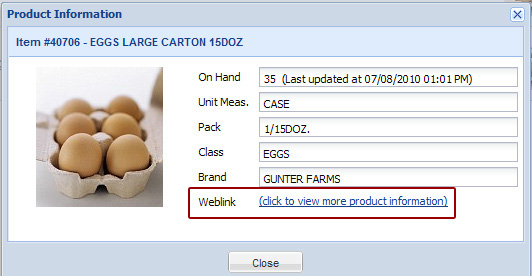 Product Information
Item #40706 - EGGS LARGE CARTON 15DOZ
On Hand 35 (Last updated at 07/08/2010 01:01 PM)
Unit Meas. CASE
Pack 1/15DOZ.
Class EGGS
Brand GUNTER FARMS
Weblink (click to view more product information)
Close